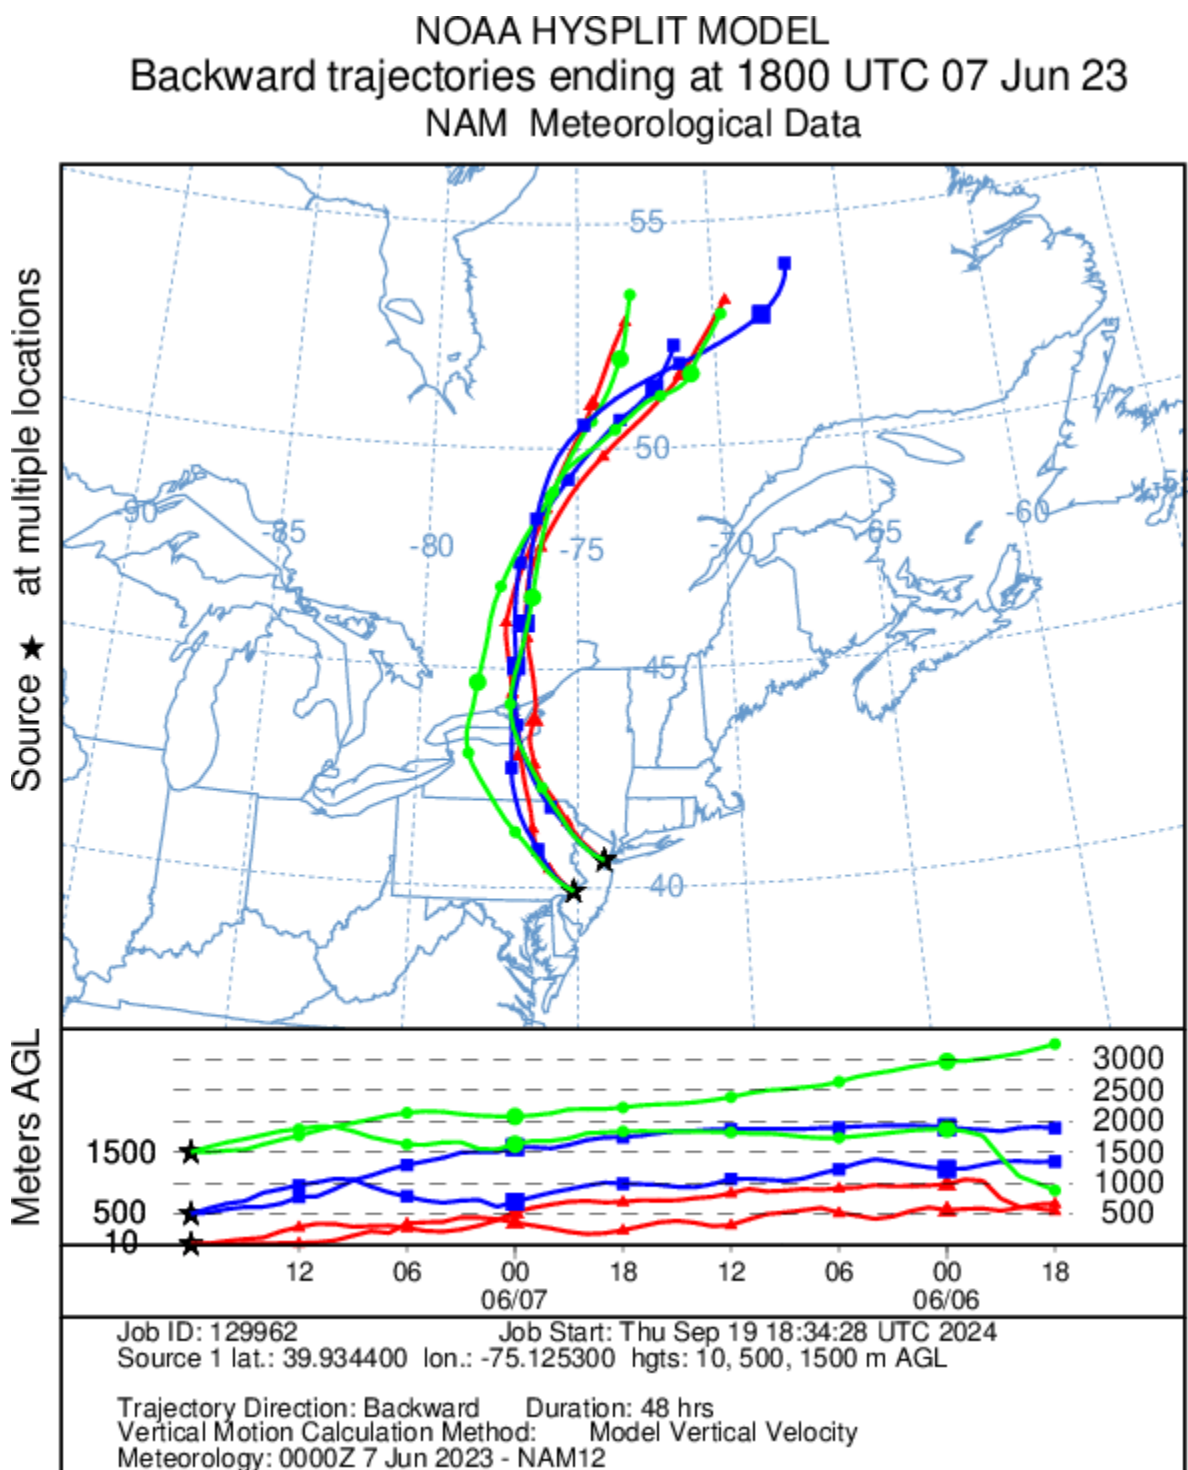 NOAA HYSPLIT MODEL
Backward trajectories ending at 1800 UTC 07 Jun 23
NAM Meteorological Data
Source ★ at multiple locations
55
50
-90
-85
-80
-75
-70
-65
-60
45
40
Meters AGL
3000
2500
2000
1500
1500
1000
500
500
10
12 06 00 18 12 06 00 18
06/07 06/06
Job ID: 129962 Job Start: Thu Sep 19 18:34:28 UTC 2024
Source 1 lat.: 39.934400 lon.: -75.125300 hgts: 10, 500, 1500 m AGL
Trajectory Direction: Backward Duration: 48 hrs
Vertical Motion Calculation Method: Model Vertical Velocity
Meteorology: 0000Z 7 Jun 2023 - NAM12